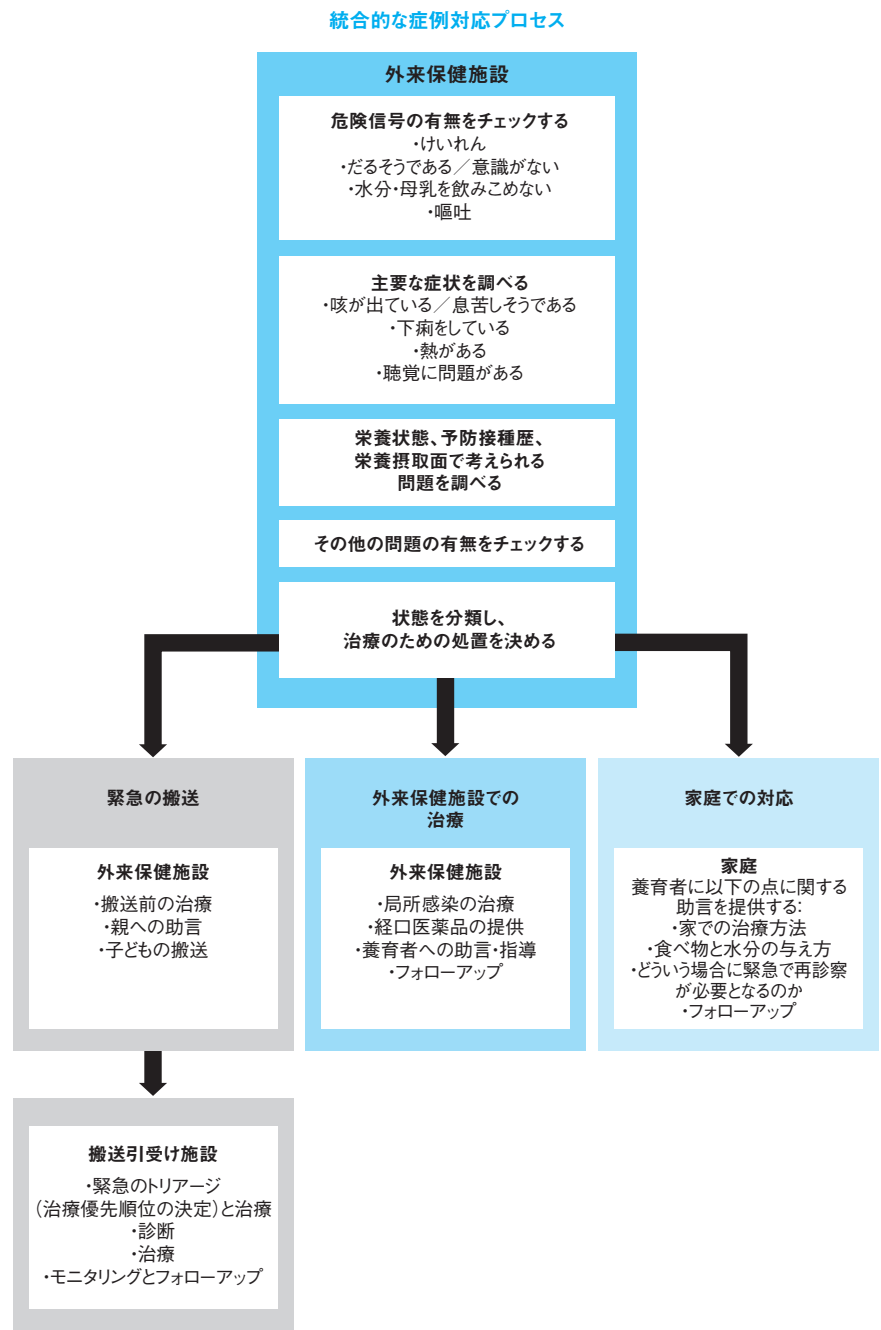 統合的な症例対応プロセス
外来保健施設
危険信号の有無をチェックする
・けいれん
・だるそうである／意識がない
・水分・母乳を飲みこめない
・嘔吐
主要な症状を調べる
・咳が出ている／息苦しそうである
・下痢をしている
・熱がある
・聴覚に問題がある
栄養状態、予防接種歴、
栄養摂取面で考えられる
問題を調べる
その他の問題の有無をチェックする
状態を分類し、
治療のための処置を決める
緊急の搬送
外来保健施設
・搬送前の治療
・親への助言
・子どもの搬送
外来保健施設での
治療
外来保健施設
・局所感染の治療
・経口医薬品の提供
・養育者への助言・指導
・フォローアップ
家庭での対応
家庭
養育者に以下の点に関する
助言を提供する：
・家での治療方法
・食べ物と水分の与え方
・どういう場合に緊急で再診察
が必要となるのか
・フォローアップ
搬送引受け施設
・緊急のトリアージ
（治療優先順位の決定）と治療
・診断
・治療
・モニタリングとフォローアップ